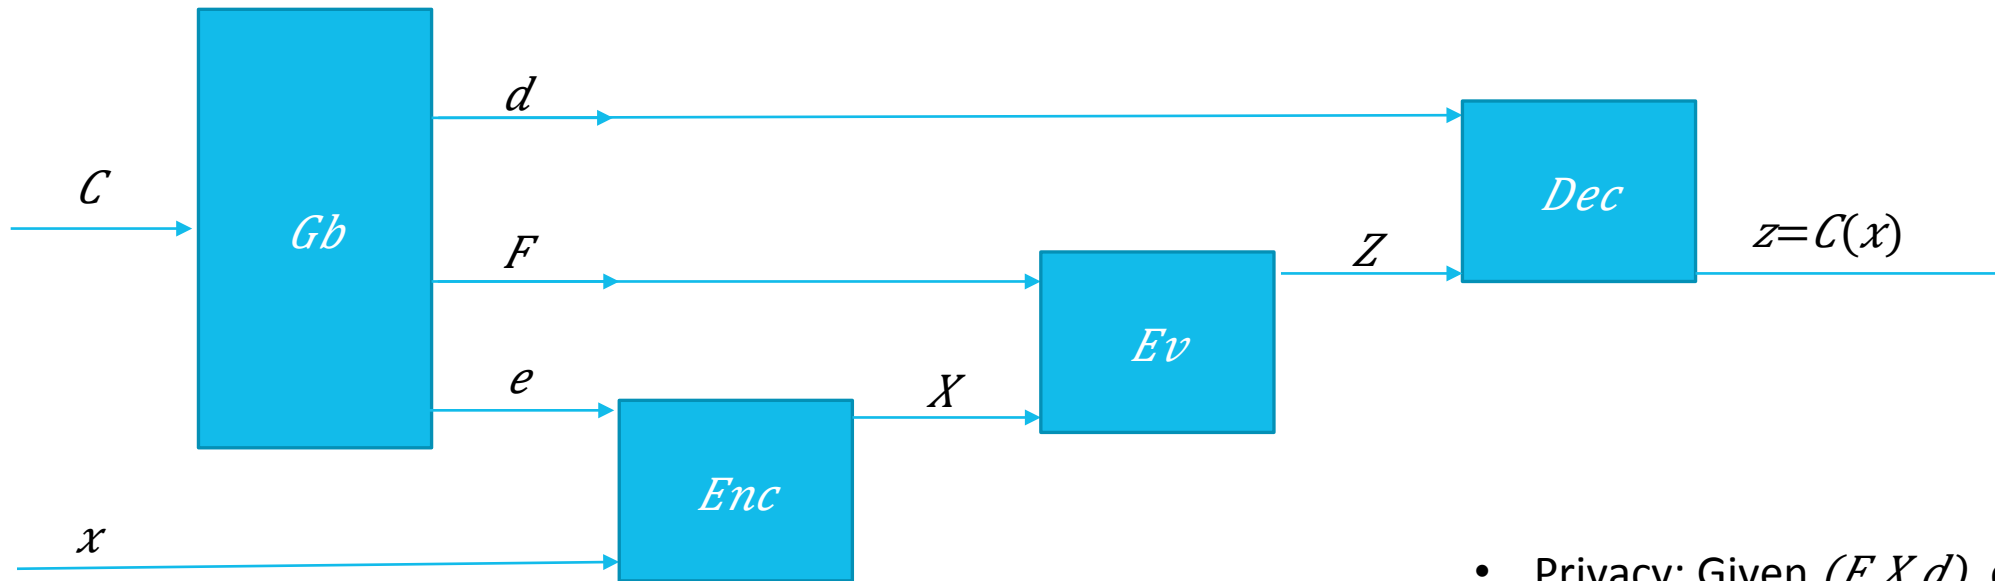 d
C
Dec
Gb
z=C(x)
F
Z
Ev
e
X
Enc
x
• Privacy: Given (F,X,d),